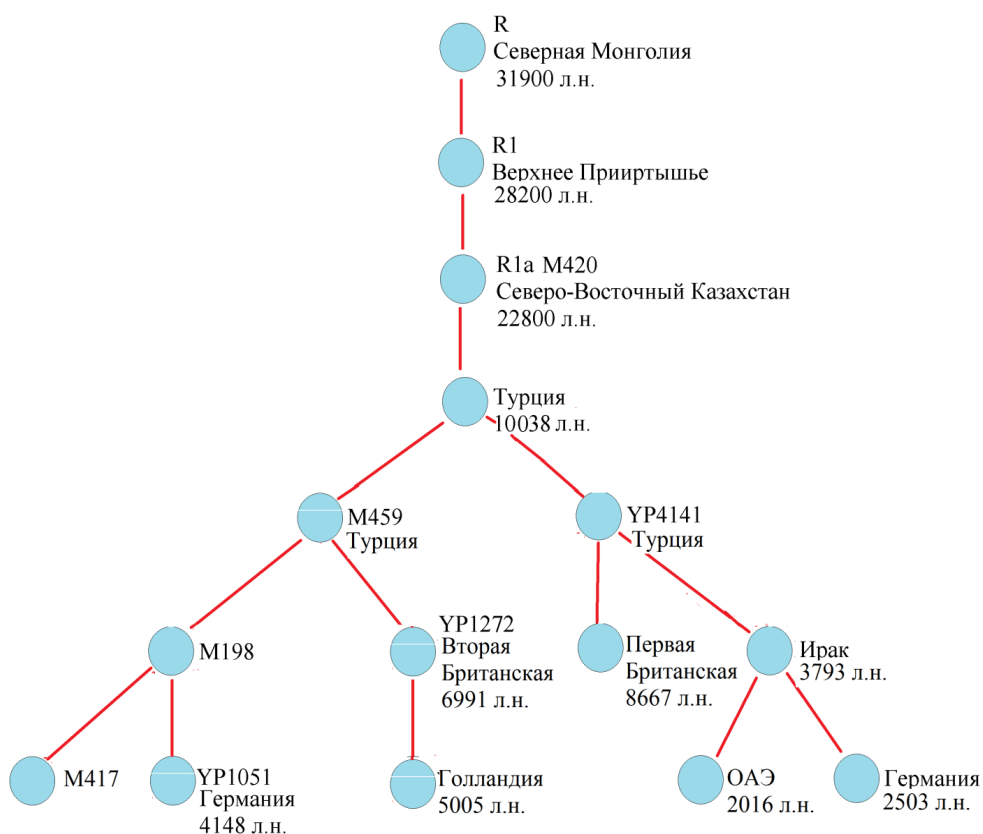 R
Северная Монголия
31900 л.н.
R1
Верхнее Прииртышье
28200 л.н.
R1a M420
Северо-Восточный Казахстан
22800 л.н.
Турция
10038 л.н.
M459
Турция
YP4141
Турция
M198
YP1272
Вторая
Британская
6991 л.н.
Первая
Британская
8667 л.н.
Ирак
3793 л.н.
M417
YP1051
Германия
4148 л.н.
Голландия
5005 л.н.
ОАЭ
2016 л.н.
Германия
2503 л.н.